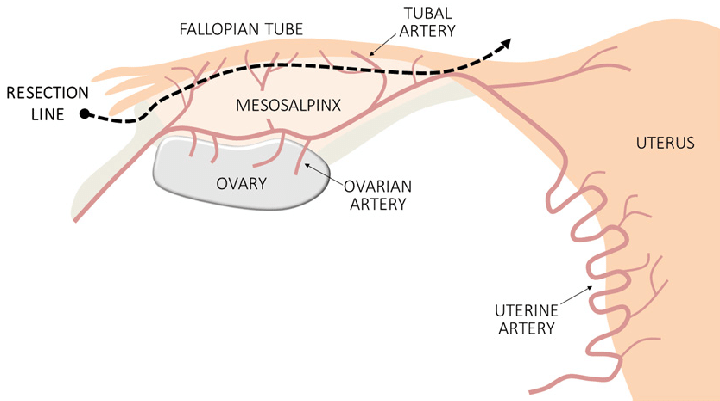 TUBAL
ARTERY
FALLOPIAN TUBE
RESECTION
LINE
MESOSALPINX
UTERUS
OVARY
OVARIAN
ARTERY
UTERINE
ARTERY